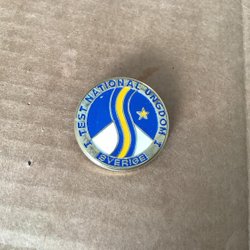 I TEST NATIONAL UNGDOM I
SVERIGE